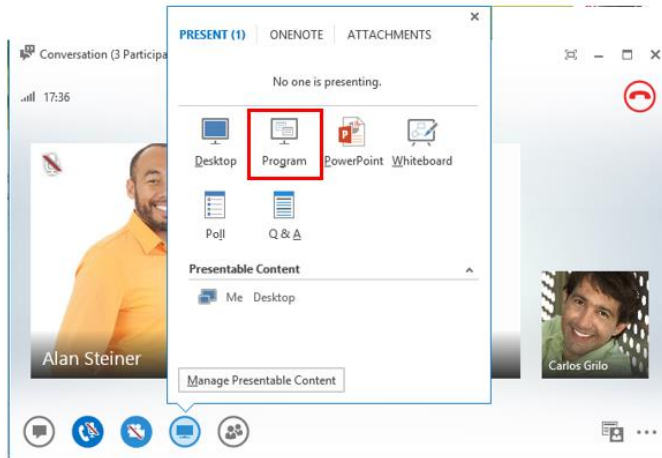 PRESENT (1) ONENOTE ATTACHMENTS
Conversation (3 Participa
17:36
No one is presenting.
Desktop Program PowerPoint Whiteboard
Poll Q & A
Presentable Content
Me Desktop
Alan Steiner
Carlos Grilo
Manage Presentable Content